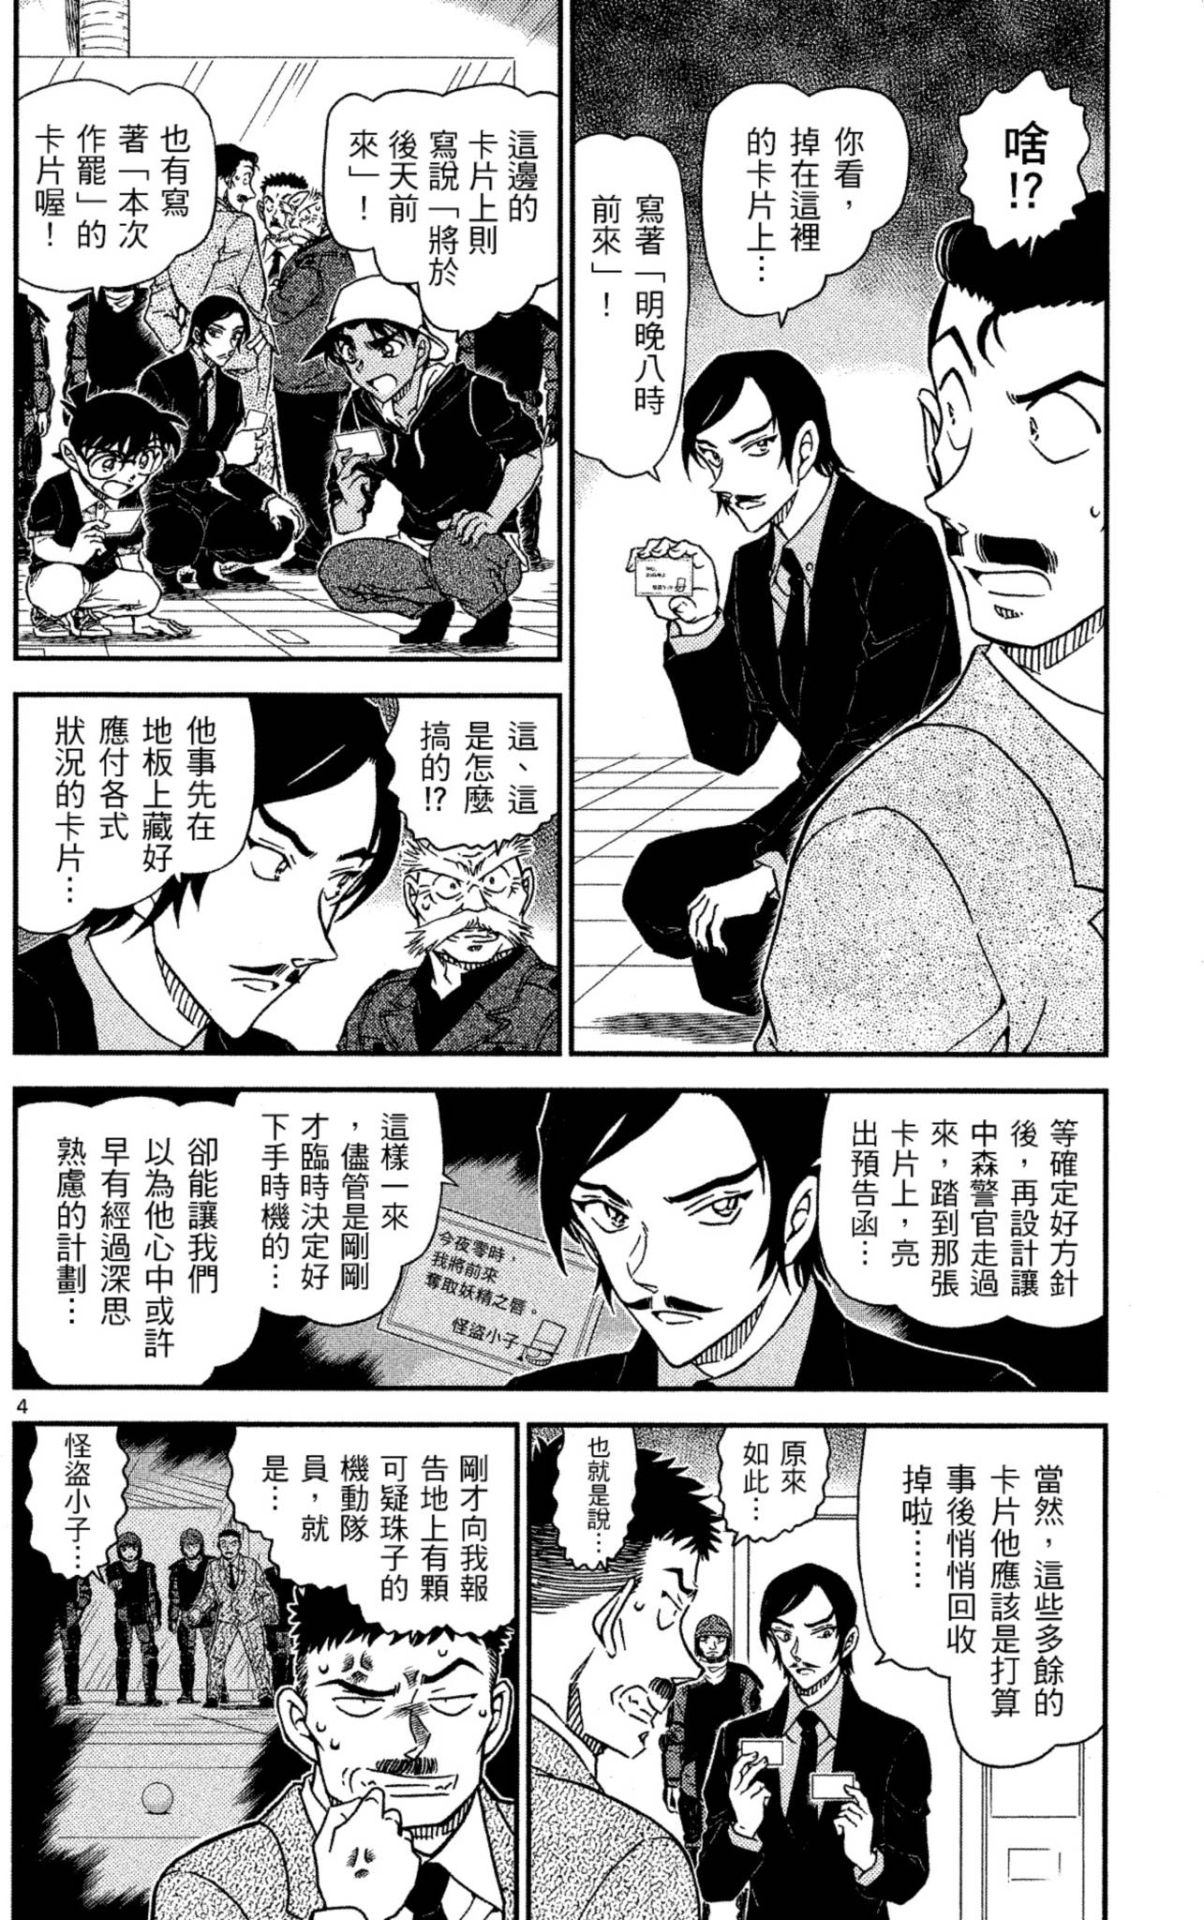 啥!?
你看，
掉在這裡
的卡片上…
寫著「明晚八時
前來」！
這邊的
卡片上則
寫說「將於
後天前
來」！
也有寫
著「本次
作罷」的
卡片喔！
這、這
是怎麼
搞的!?
他事先在
地板上藏好
應付各式
狀況的卡片…
等確定好方針
後，再設計讓
中森警官走過
來，踏到那張
卡片上，亮
出預告函…
今夜零時，
我將前來
奪取妖精之唇。
怪盜小子
這樣一來
，儘管是剛剛
才臨時決定好
下手時機的…
卻能讓我們
以為他心中或許
早有經過深思
熟慮的計劃…
4
當然，這些多餘的
卡片他應該是打算
事後悄悄回收
掉啦……
原來
如此…
也就是說…
剛才向我報
告地上有顆
可疑珠子的
機動隊
員，就
是…
怪盜小子…